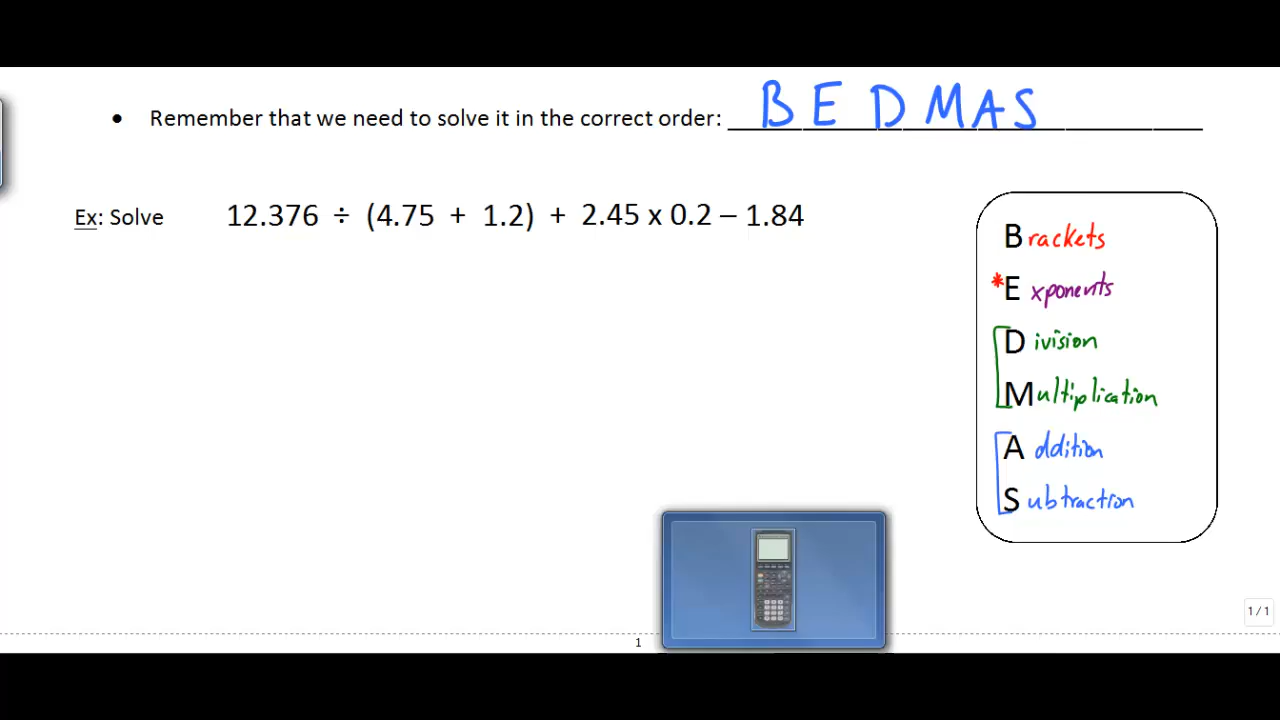 • Remember that we need to solve it in the correct order: B E D M A S
Ex: Solve 12.376 ÷ (4.75 + 1.2) + 2.45 x 0.2 – 1.84
Brackets
*Exponents
Division
Multiplication
Addition
Subtraction
1 / 1
1